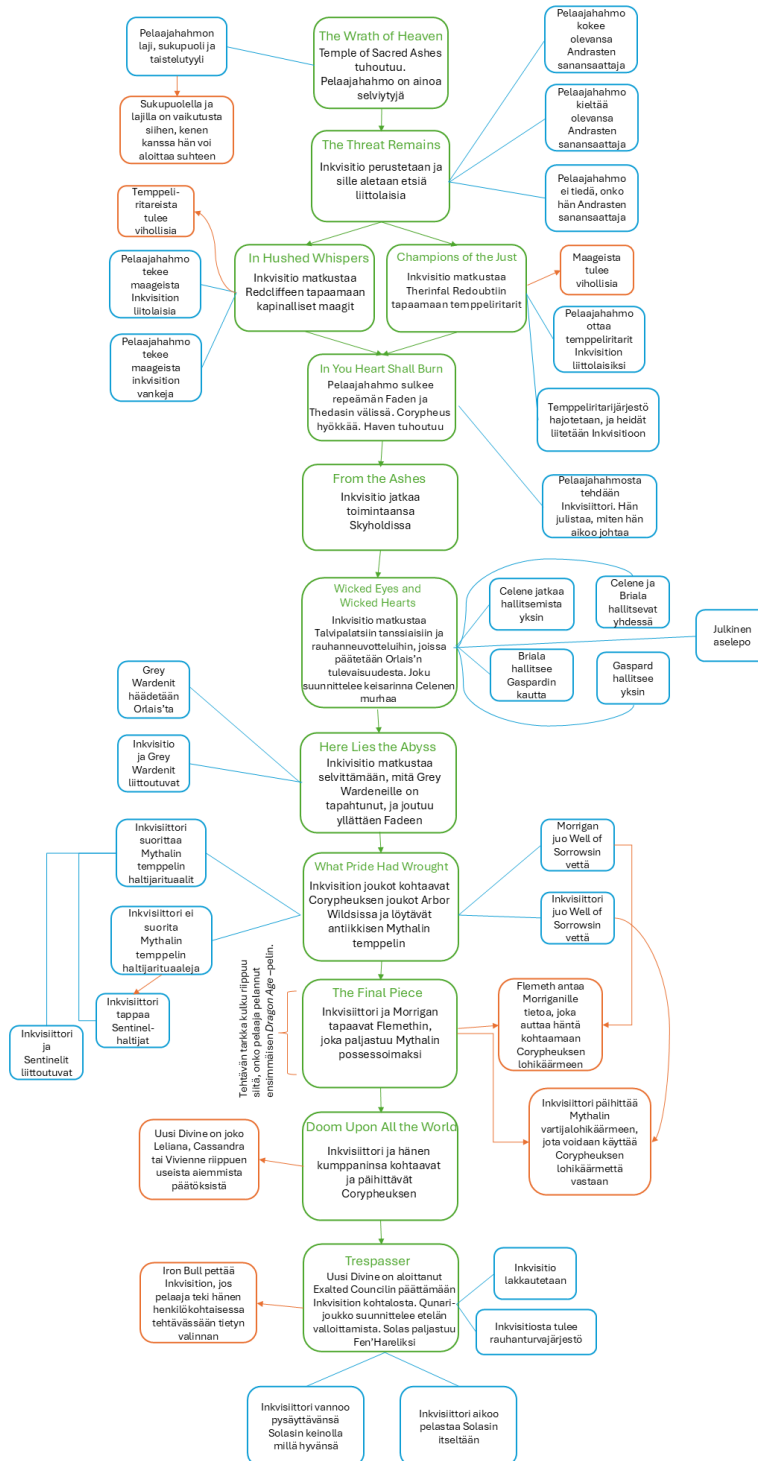 Pelaajahahmon
laji, sukupuoli ja
taistelutyyli
The Wrath of Heaven
Temple of Sacred Ashes
tuhoutuu.
Pelaajahahmo on ainoa
selviytyjä
Pelaajahahmo
kokee
olevansa
Andrasten
sanansaattaja
Sukupuolella ja
lajilla on vaikutusta
siihen, kenen
kanssa hän voi
aloittaa suhteen
Pelaajahahmo
kieltää
olevansa
Andrasten
sanansaattaja
The Threat Remains
Inkvisitio perustetaan ja
sille aletaan etsiä
liittolaisia
Pelaajahahmo
ei tiedä, onko
hän Andrasten
sanansaattaja
Temppeli-
ritareista
tulee
vihollisia
Pelaajahahmo
tekee
maageista
Inkvisition
liitolaisia
Pelaajahahmo
tekee
maageista
inkvisition
vankeja
In Hushed Whispers
Inkvisitio matkustaa
Redcliffeen tapaamaan
kapinalliset maagit
Champions of the Just
Inkvisitio matkustaa
Therinfal Redoubtiin
tapaamaan temppeliritarit
Maageista
tulee
vihollisia
Pelaajahahmo
ottaa
temppeliritarit
Inkvisition
liittolaisiksi
Temppeliritarijärjestö
hajotetaan, ja heidät
liitetään Inkvisitioon
In You Heart Shall Burn
Pelaajahahmo sulkee
repeämän Faden ja
Thedasin välissä. Corypheus
hyökkää. Haven tuhoutuu
Pelaajahahmosta
tehdään
Inkvisiittori. Hän
julistaa, miten hän
aikoo johtaa
From the Ashes
Inkvisitio jatkaa
toimintaansa
Skyholdissa
Wicked Eyes and
Wicked Hearts
Inkvisitio matkustaa
Talvipalatsiin tanssiaisiin ja
rauhanneuvotteluihin, joissa
päätetään Orlais'n
tulevaisuudesta. Joku
suunnittelee keisarinna Celenen
murhaa
Celene jatkaa
hallitsemista
yksin
Celene ja
Briala
hallitsevat
yhdessä
Julkinen
aselepo
Briala
hallitsee
Gaspardin
kautta
Gaspard
hallitsee
yksin
Grey
Wardenit
häädetään
Orlais'ta
Inkvisitio
ja Grey
Wardenit
liittoutuvat
Here Lies the Abyss
Inkvisitio matkustaa
selvittämään, mitä Grey
Wardeneille on
tapahtunut, ja joutuu
yllättäen Fadeen
Inkvisiittori
suorittaa
Mythalin
temppelin
haltijarituaalit
Inkvisiittori ei
suorita
Mythalin
temppelin
haltijarituaaleja
Inkvisiittori
tappaa
Sentinel-
haltijat
Inkvisiittori
ja
Sentinelit
liittoutuvat
What Pride Had Wrought
Inkvisition joukot kohtaavat
Corypheuksen joukot Arbor
Wildsissa ja löytävät
antiikkisen Mythalin
temppelin
Morrigan
juo Well of
Sorrowsin
vettä
Inkvisiittori
juo Well of
Sorrowsin
vettä
Tehtävän tarkka kulku riippuu
siitä, onko pelaaja pelannut
ensimmäisen Dragon Age –pelin.
The Final Piece
Inkvisiittori ja Morrigan
tapaavat Flemethin,
joka paljastuu Mythalin
possessoimaksi
Flemeth antaa
Morriganille
tietoa, joka
auttaa häntä
kohtaamaan
Corypheuksen
lohikäärmeen
Inkvisiittori päihittää
Mythalin
vartijalohikäärmeen,
jota voidaan käyttää
Corypheuksen
lohikäärmettä
vastaan
Doom Upon All the World
Inkvisiittori ja hänen
kumppaninsa kohtaavat
ja päihittävät
Corypheuksen
Uusi Divine on joko
Leliana, Cassandra
tai Vivienne riippuen
useista aiemmista
päätöksistä
Trespasser
Uusi Divine on aloittanut
Exalted Councilin päättämään
Inkvisition kohtalosta. Qunari-
joukko suunnittelee etelän
valloittamista. Solas paljastuu
Fen'Hareliksi
Iron Bull pettää
Inkvisition, jos
pelaaja teki hänen
henkilökohtaisessa
tehtävässään tietyn
valinnan
Inkvisitio
lakkautetaan
Inkvisitiosta tulee
rauhanturvajärjestö
Inkvisiittori vannoo
pysäyttävänsä
Solasin keinolla
millä hyvänsä
Inkvisiittori aikoo
pelastaa Solasin
itseltään